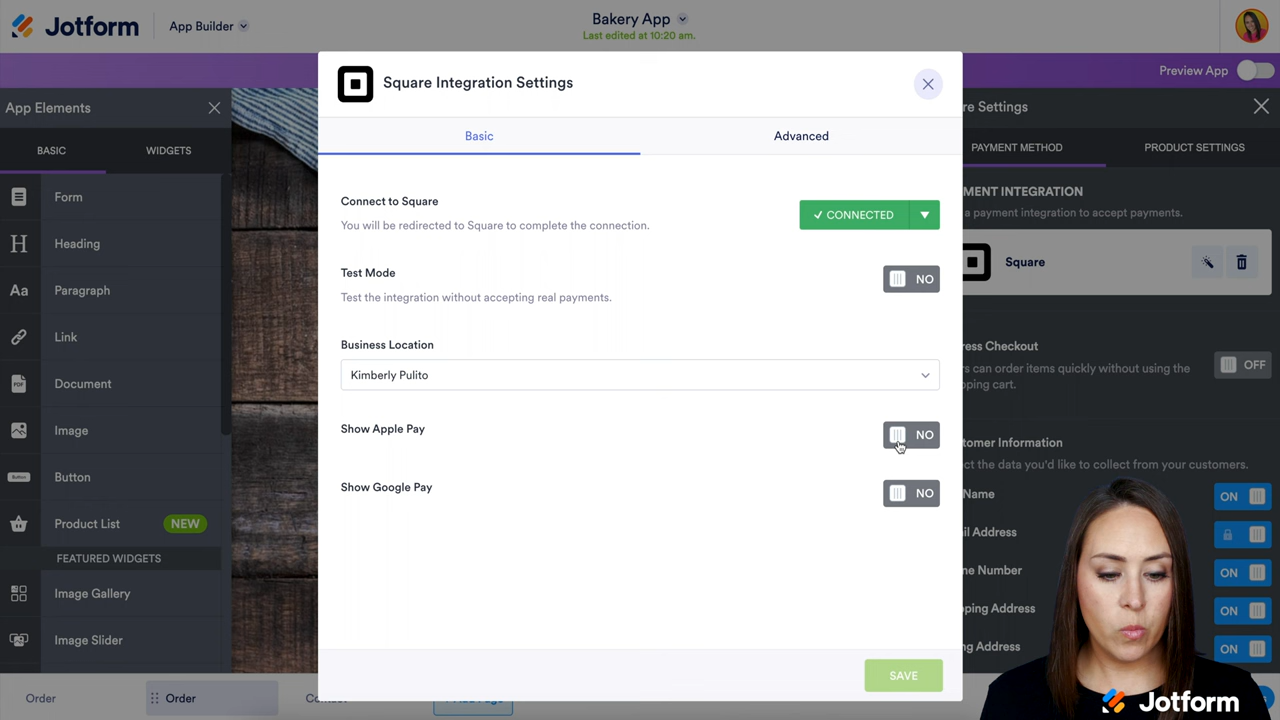 Jotform
App Builder
Bakery App
Last edited at 10:20 am.
Preview App
App Elements
BASIC
WIDGETS
Form
Heading
Aa
Paragraph
Link
PDF
Document
Image
Button
Button
Product List
NEW
FEATURED WIDGETS
Image Gallery
Image Slider
Square Integration Settings
Basic
Advanced
Connect to Square
You will be redirected to Square to complete the connection.
CONNECTED
Test Mode
NO
Test the integration without accepting real payments.
Business Location
Kimberly Pulito
Show Apple Pay
NO
Show Google Pay
NO
SAVE
re Settings
PAYMENT METHOD
PRODUCT SETTINGS
MENT INTEGRATION
a payment integration to accept payments.
Square
ress Checkout
rs can order items quickly without using the
pping cart.
OFF
tomer Information
ct the data you'd like to collect from your customers.
Name
ON
il Address
ne Number
ON
pping Address
ON
ng Address
ON
Order
Order
Jotform